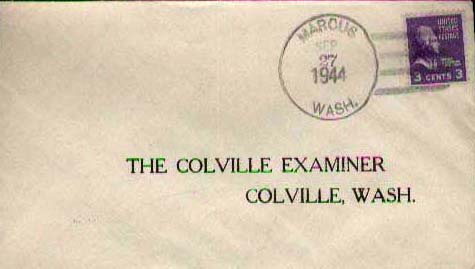 MARCUS
SEP
27
1944
WASH.
UNITED
STATES
POSTAGE
3 CENTS 3
THE COLVILLE EXAMINER
COLVILLE, WASH.